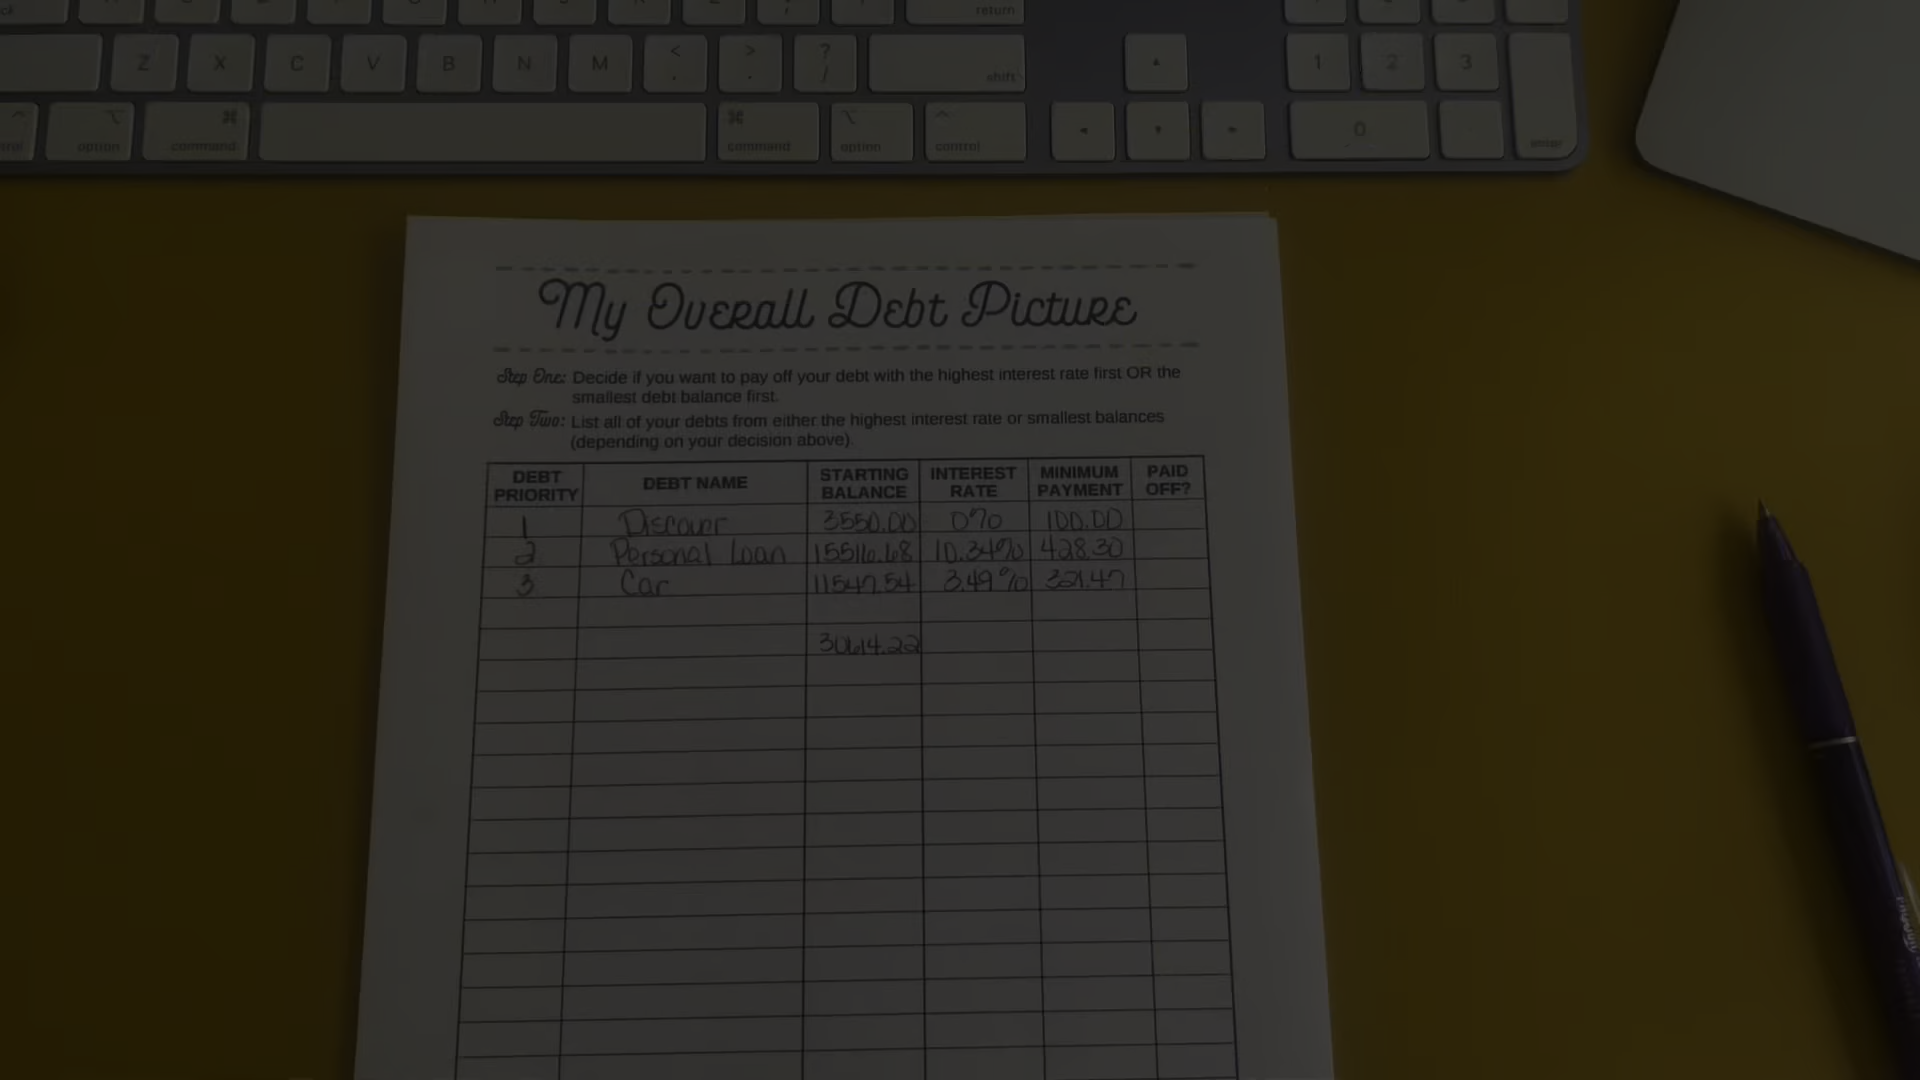 return
Z X C V B N M < , > . ? / shift 1 2 3
option command command option control 0 enter
My Overall Debt Picture
Step One: Decide if you want to pay off your debt with the highest interest rate first OR the
smallest debt balance first.
Step Two: List all of your debts from either the highest interest rate or smallest balances
(depending on your decision above).
DEBT PRIORITY DEBT NAME STARTING BALANCE INTEREST RATE MINIMUM PAYMENT PAID OFF?
1 Discover 3550.00 0% 100.00
2 Personal Loan 15516.68 10.34% 428.30
3 Car 11547.54 3.49% 321.47
30614.22